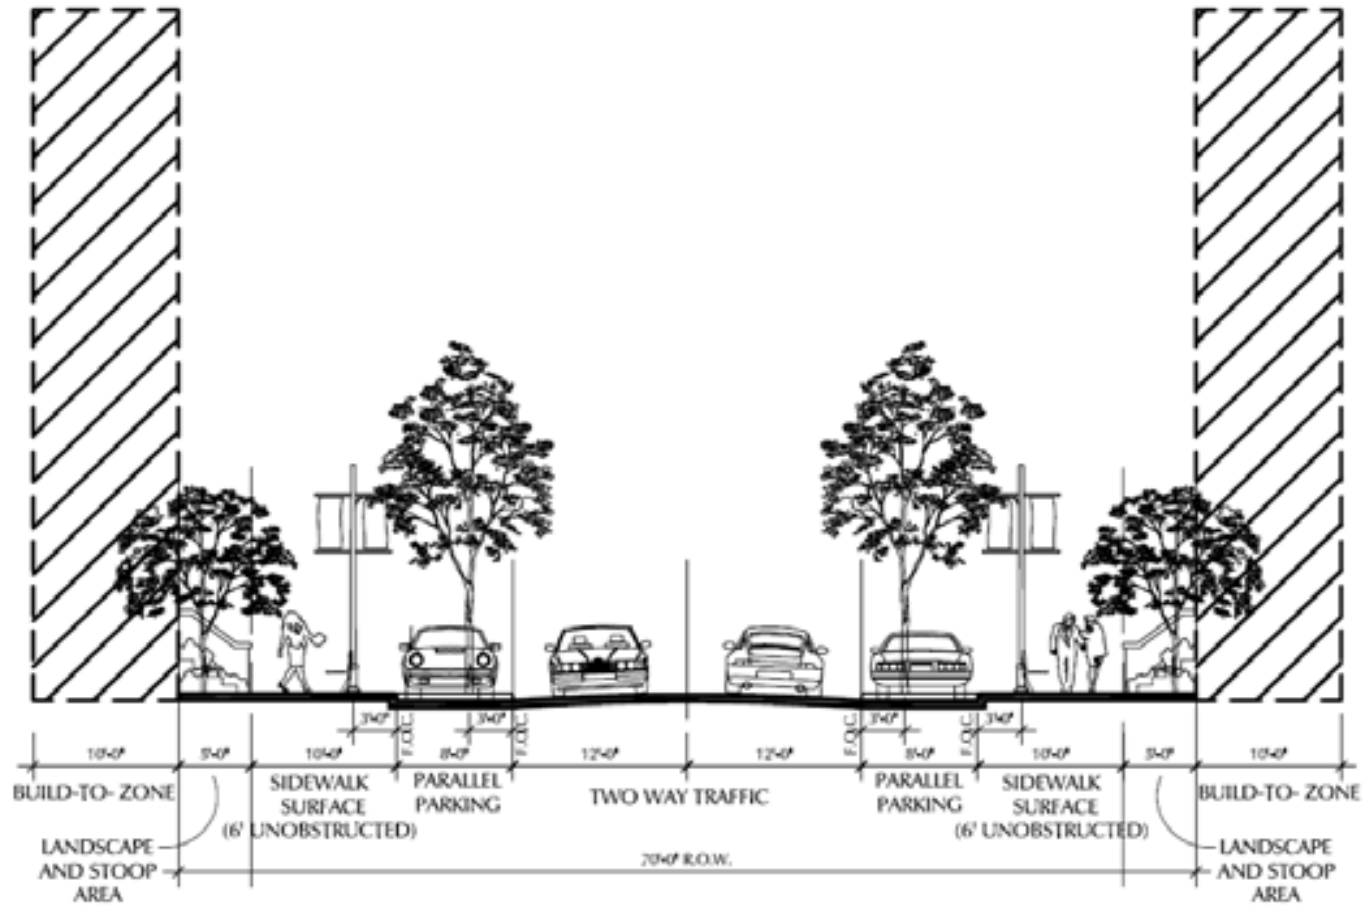 3'-0" F.O.C. 3'-0" F.O.C. F.O.C. 3'-0" F.O.C. 3'-0"
10'-0" 5'-0" 10'-0" 8'-0" 12'-0" 12'-0" 8'-0" 10'-0" 5'-0" 10'-0"
BUILD-TO- ZONE
SIDEWALK
SURFACE
(6' UNOBSTRUCTED)
PARALLEL
PARKING
TWO WAY TRAFFIC
PARALLEL
PARKING
SIDEWALK
SURFACE
(6' UNOBSTRUCTED)
BUILD-TO- ZONE
LANDSCAPE
AND STOOP
AREA
70'-0" R.O.W.
LANDSCAPE
AND STOOP
AREA